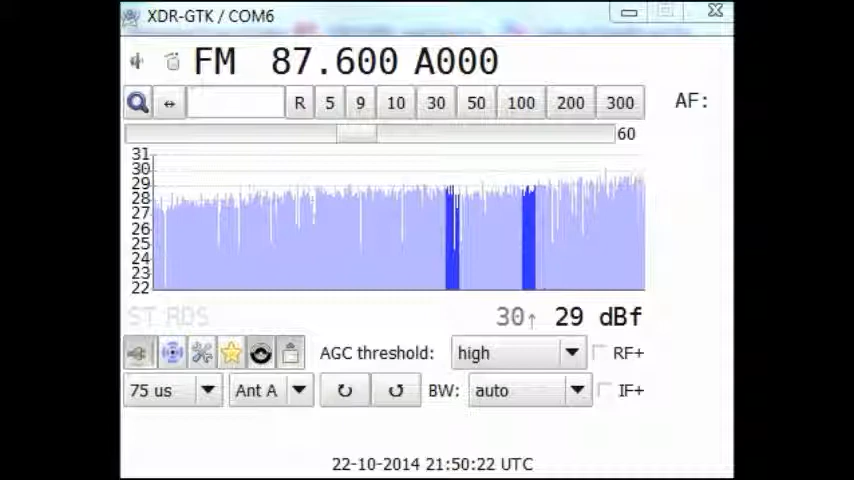 XDR-GTK / COM6
FM 87.600 A000
R 5 9 10 30 50 100 200 300 AF:
60
31
30
29
28
27
26
25
24
23
22
ST RDS 30↑ 29 dBf
AGC threshold: high RF+
75 us Ant A BW: auto IF+
22-10-2014 21:50:22 UTC